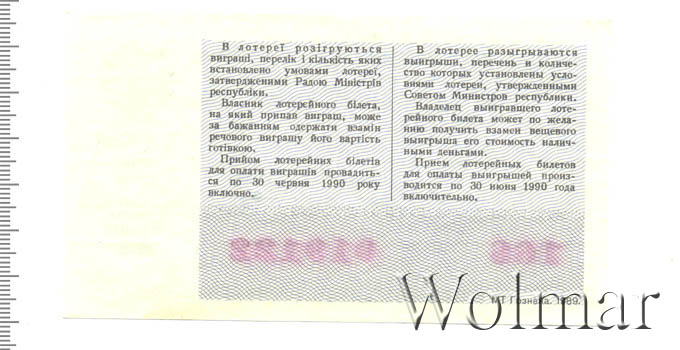 В лотереї розігруються
виграші, перелік і кількість яких
встановлено умовами лотереї,
затвердженими Радою Міністрів
республіки.
Власник лотерейного білета,
на який припав виграш, може
за бажанням одержати взамін
речового виграшу його вартість
готівкою.
Прийом лотерейних білетів
для оплати виграшів провадить-
ся по 30 червня 1990 року
включно.
В лотерее разыгрываются
выигрыши, перечень и количе-
ство которых установлены усло-
виями лотереи, утвержденными
Советом Министров республики.
Владелец выигравшего лоте-
рейного билета может по жела-
нию получить взамен вещевого
выигрыша его стоимость налич-
ными деньгами.
Прием лотерейных билетов
для оплаты выигрышей произ-
водится по 30 июня 1990 года
включительно.
МТ Гознака. 1989.
Wolmar